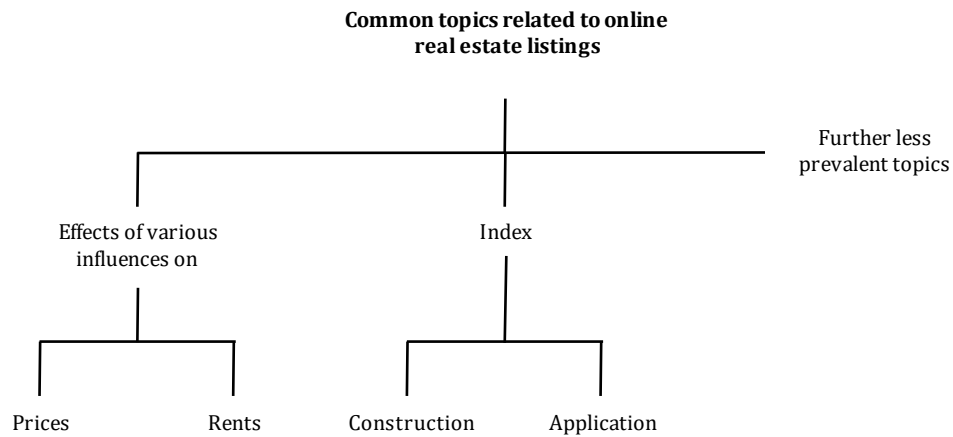 Common topics related to online
real estate listings
Further less
prevalent topics
Effects of various
influences on
Index
Prices
Rents
Construction
Application